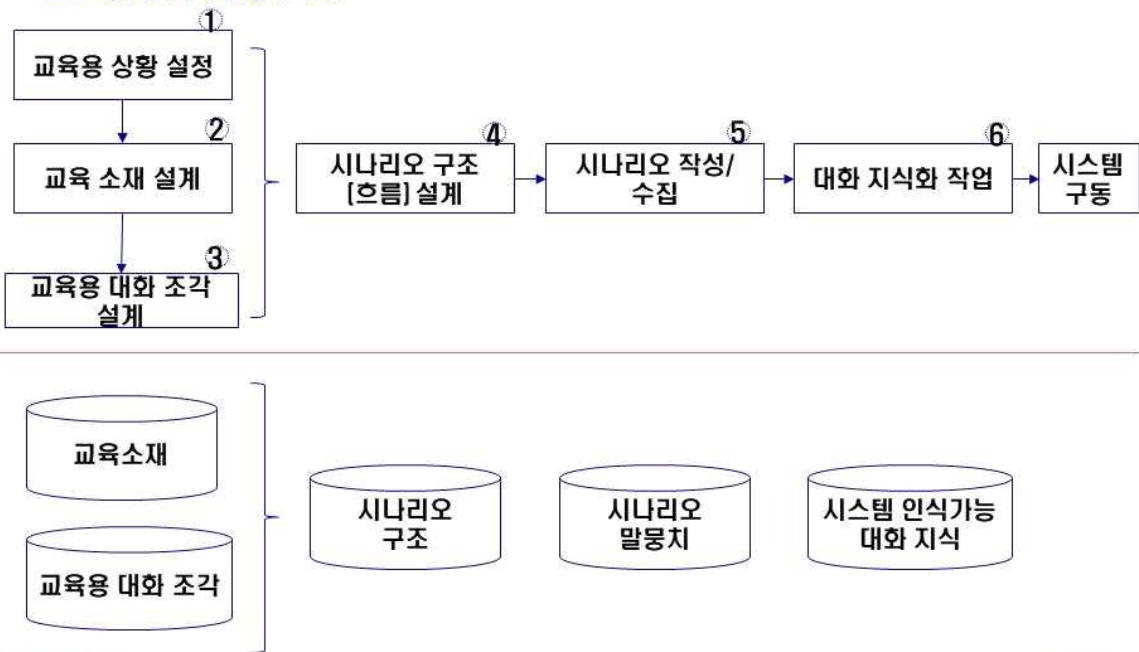 ①
교육용 상황 설정
②
교육 소재 설계
③
교육용 대화 조각
설계
④
시나리오 구조
[흐름] 설계
⑤
시나리오 작성/
수집
⑥
대화 지식화 작업
시스템
구동
교육소재
교육용 대화 조각
시나리오
구조
시나리오
말뭉치
시스템 인식가능
대화 지식